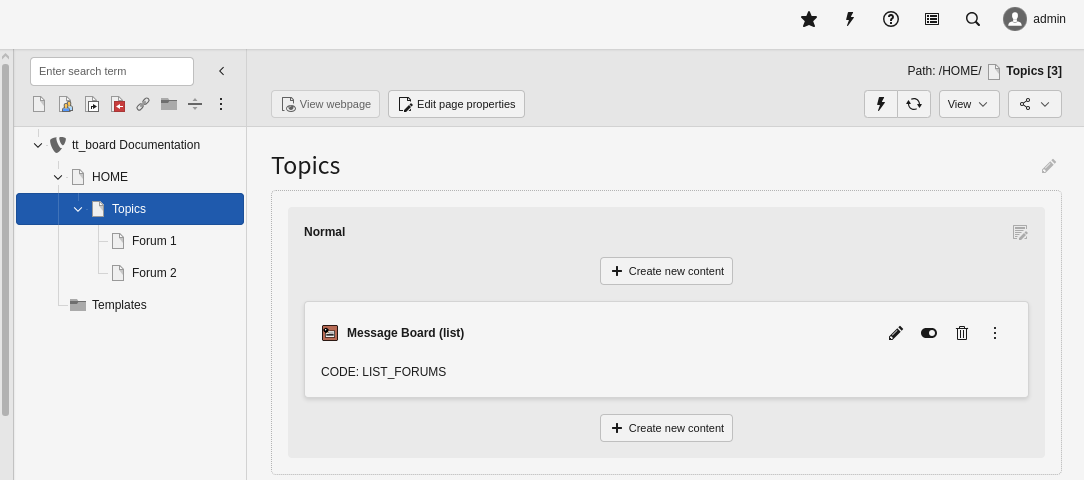 admin
Enter search term
Path: /HOME/ Topics [3]
View webpage
Edit page properties
View
tt_board Documentation
HOME
Topics
Forum 1
Forum 2
Templates
Topics
Normal
Create new content
Message Board (list)
CODE: LIST_FORUMS
Create new content